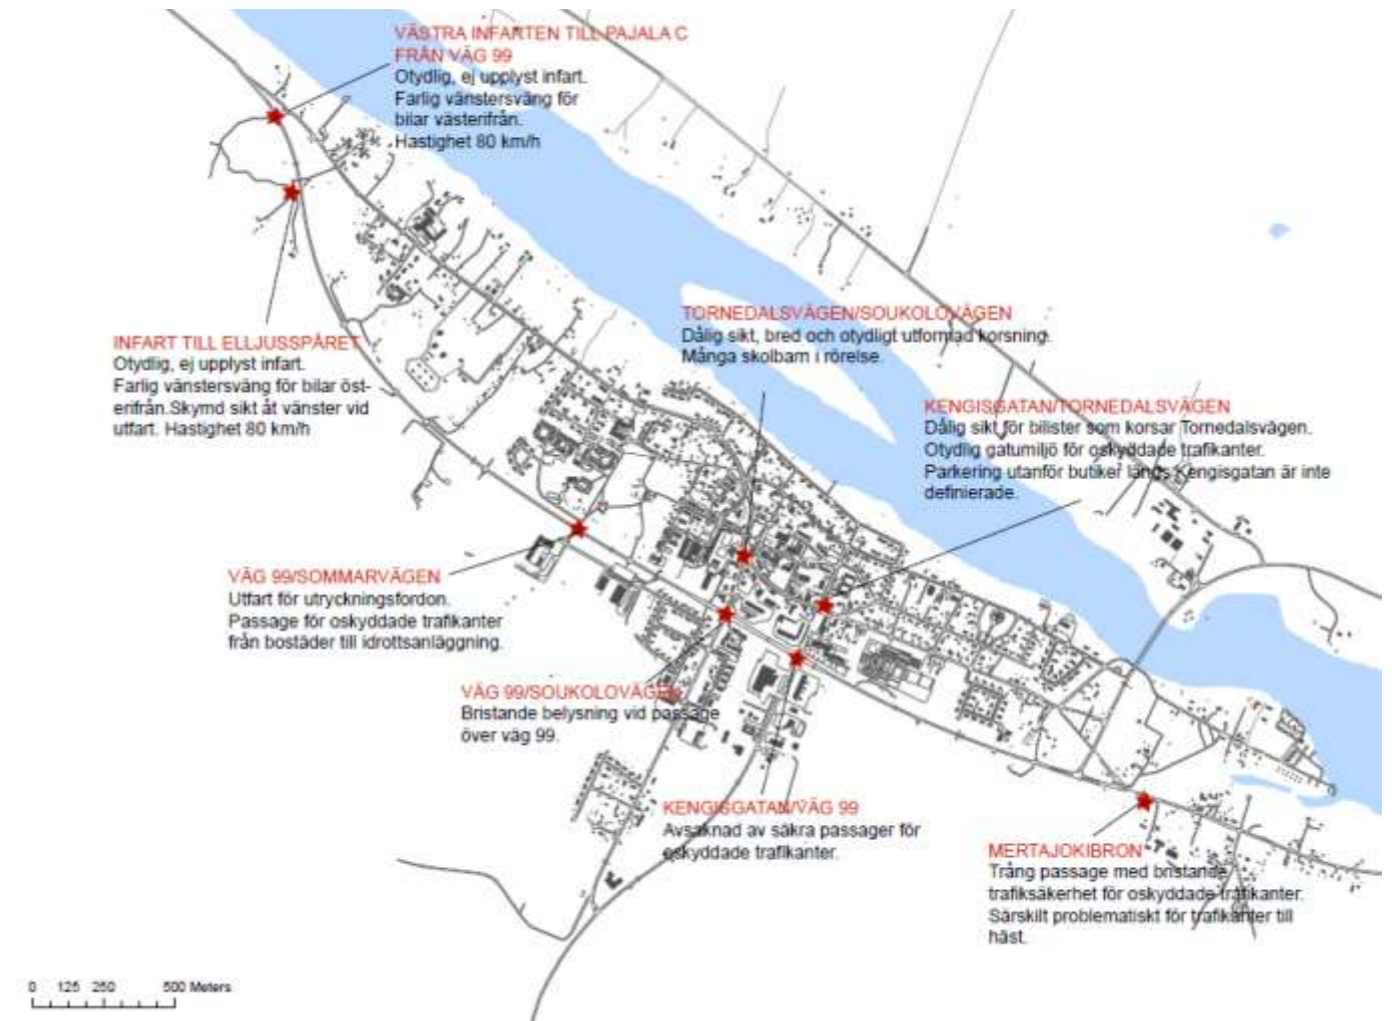 VÄSTRA INFARTEN TILL PAJALA C
FRÅN VÄG 99
Otydlig, ej upplyst infart.
Farlig vänstersväng för
bilar västerifrån.
Hastighet 80 km/h
INFART TILL ELLJUSSPÅRET
Otydlig, ej upplyst infart.
Farlig vänstersväng för bilar öst-
erifrån.Skymd sikt åt vänster vid
utfart. Hastighet 80 km/h
TORNEDALSVÄGEN/SOUKOLOVÄGEN
Dålig sikt, bred och otydligt utformad korsning.
Många skolbarn i rörelse.
KENGISGATAN/TORNEDALSVÄGEN
Dålig sikt för bilister som korsar Tornedalsvägen.
Otydlig gatumiljö för oskyddade trafikanter.
Parkering utanför butiker längs Kengisgatan är inte
definierade.
VÄG 99/SOMMARVÄGEN
Utfart för utryckningsfordon.
Passage för oskyddade trafikanter
från bostäder till idrottsanläggning.
VÄG 99/SOUKOLOVÄGEN
Bristande belysning vid passage
över väg 99.
KENGISGATAN/VÄG 99
Avsaknad av säkra passager för
oskyddade trafikanter.
MERTAJOKIBRON
Trång passage med bristande
trafiksäkerhet för oskyddade trafikanter.
Särskilt problematiskt för trafikanter till
häst.
0 125 250 500 Meters